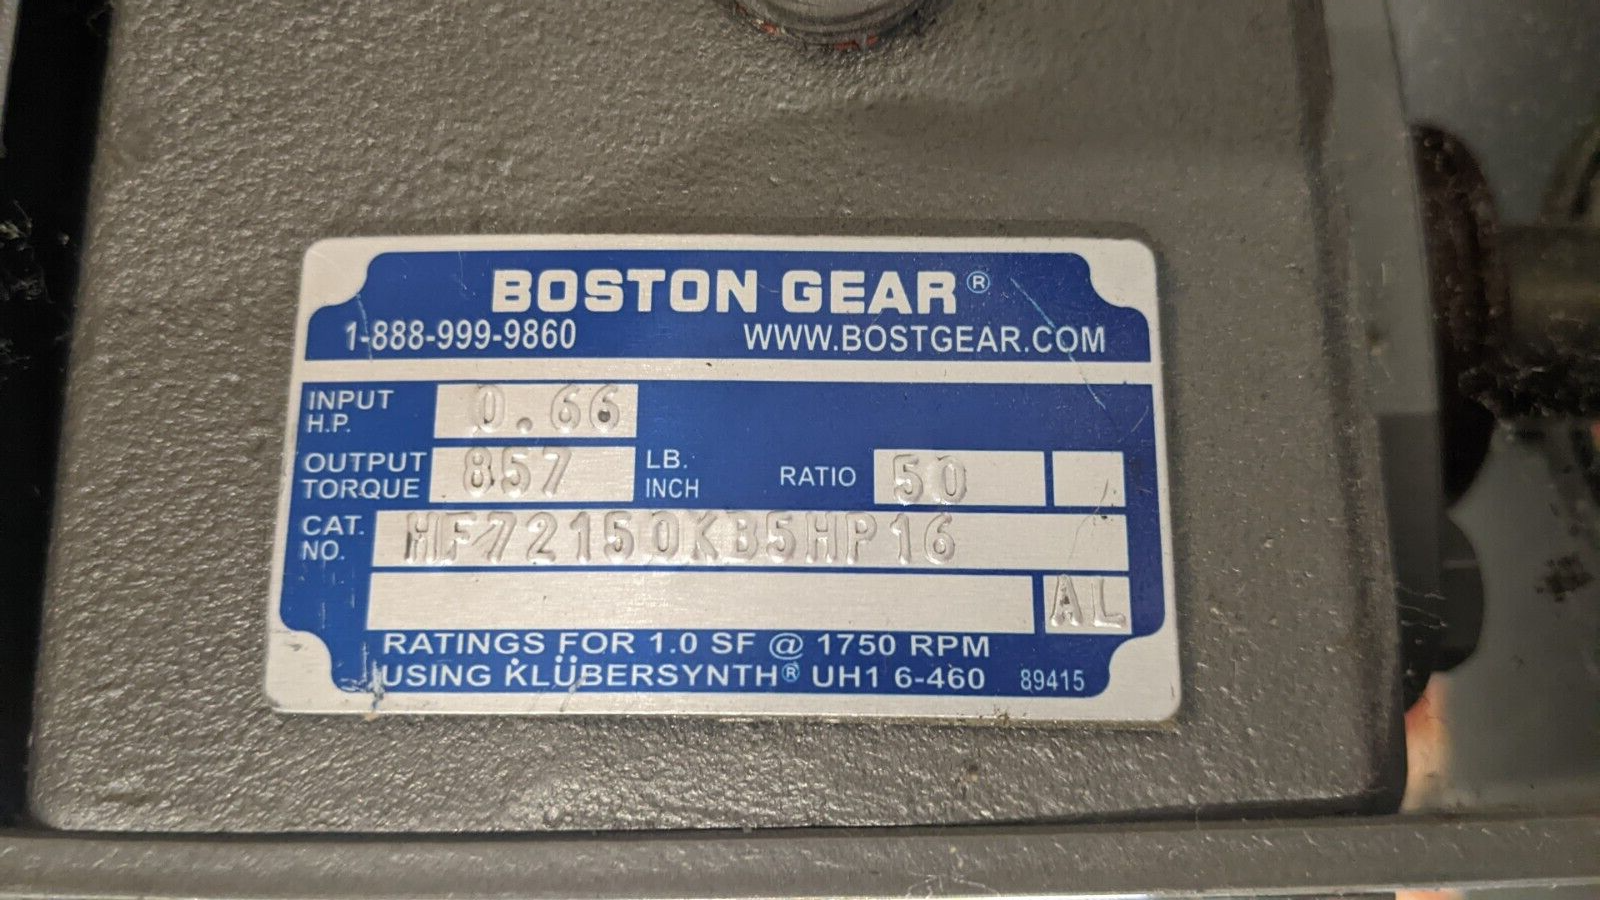 BOSTON GEAR®
1-888-999-9860 WWW.BOSTGEAR.COM
INPUT H.P. 0.66
OUTPUT TORQUE 857 LB. INCH RATIO 50
CAT. NO. HF72150KB5HP16
AL
RATINGS FOR 1.0 SF @ 1750 RPM
USING KLÜBERSYNTH® UH1 6-460 89415